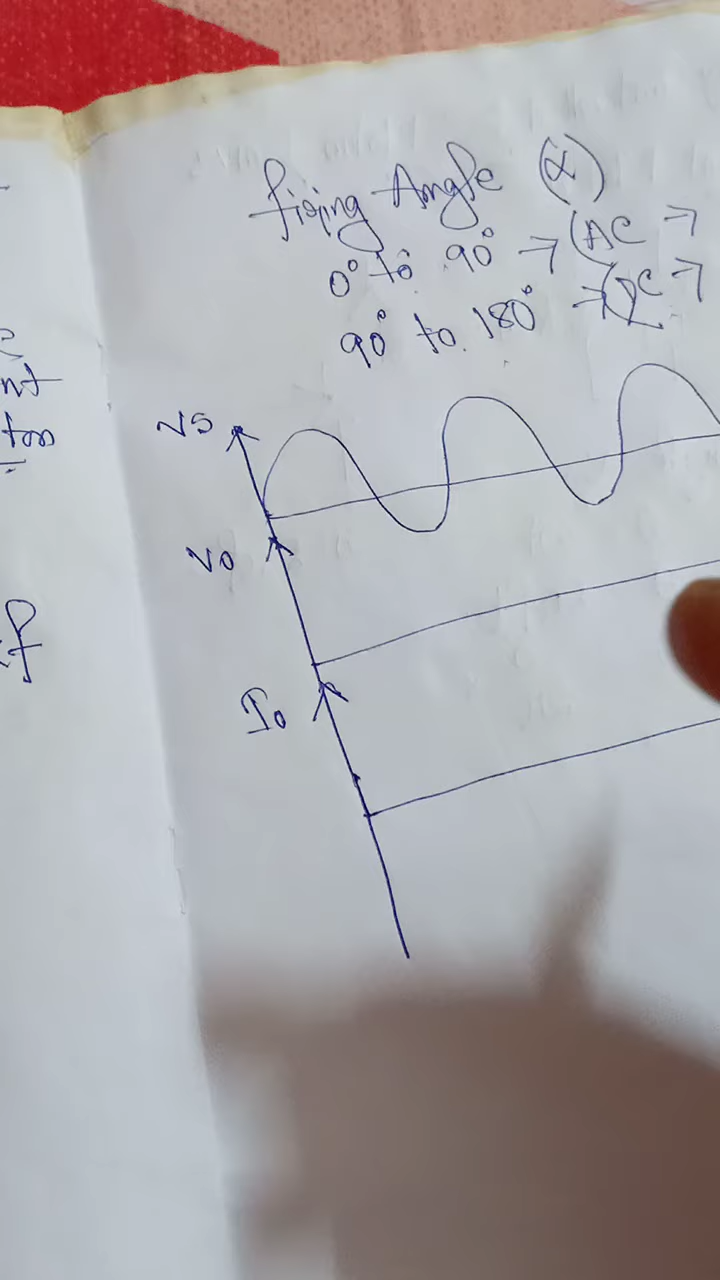 firing Angle (α)
0° to 90° → (AC →
90° to 180° → (DC →
VS
Vo
Io